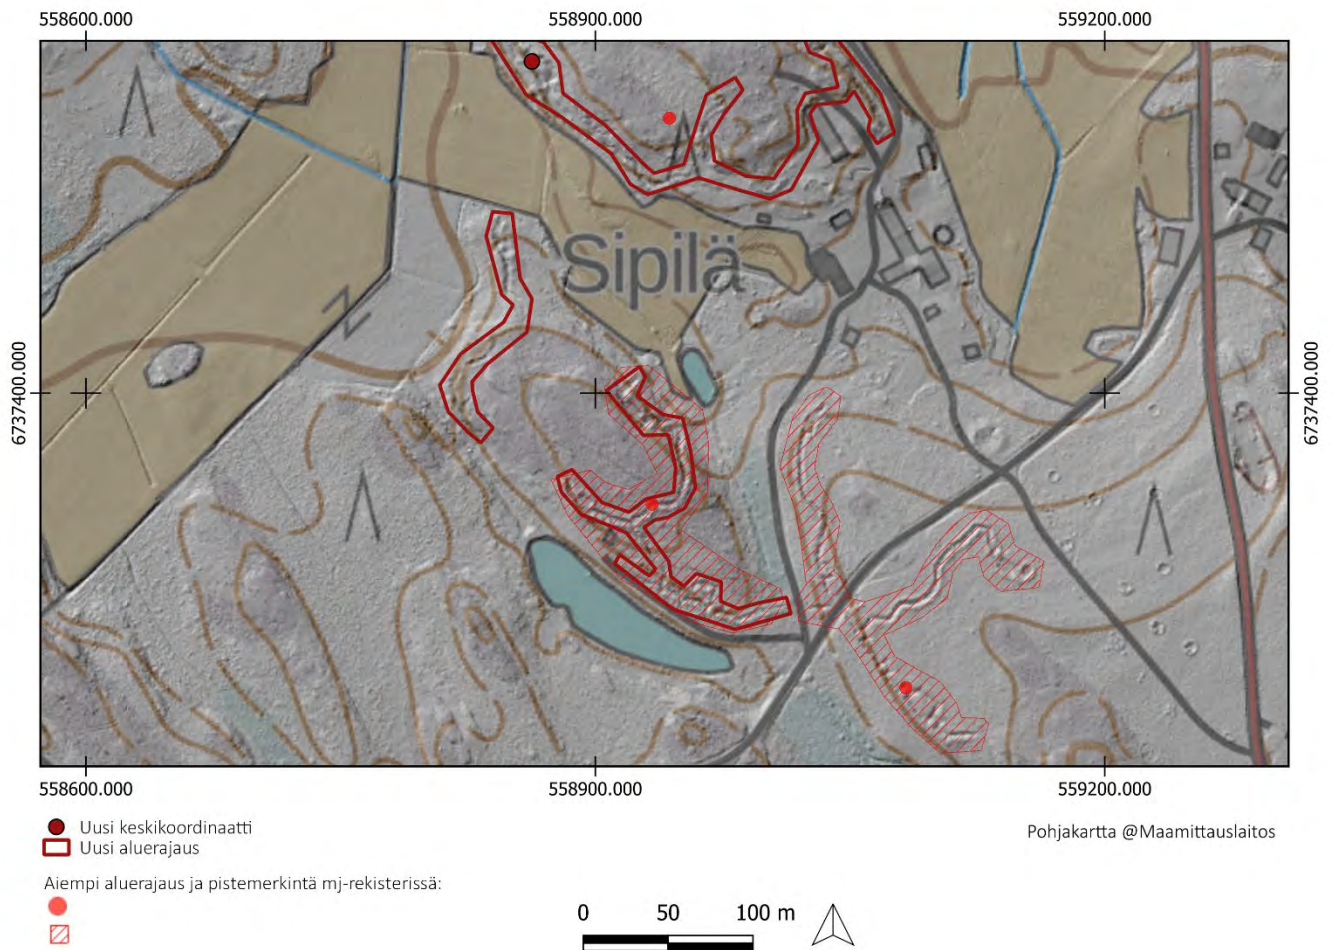 558600.000 558900.000 559200.000
Sipilä
6737400.000 6737400.000
558600.000 558900.000 559200.000
Uusi keskikoordinaatti
Uusi aluerajaus
Pohjakartta @Maamittauslaitos
Aiempi aluerajaus ja pistemerkintä mj-rekisterissä:
0 50 100 m